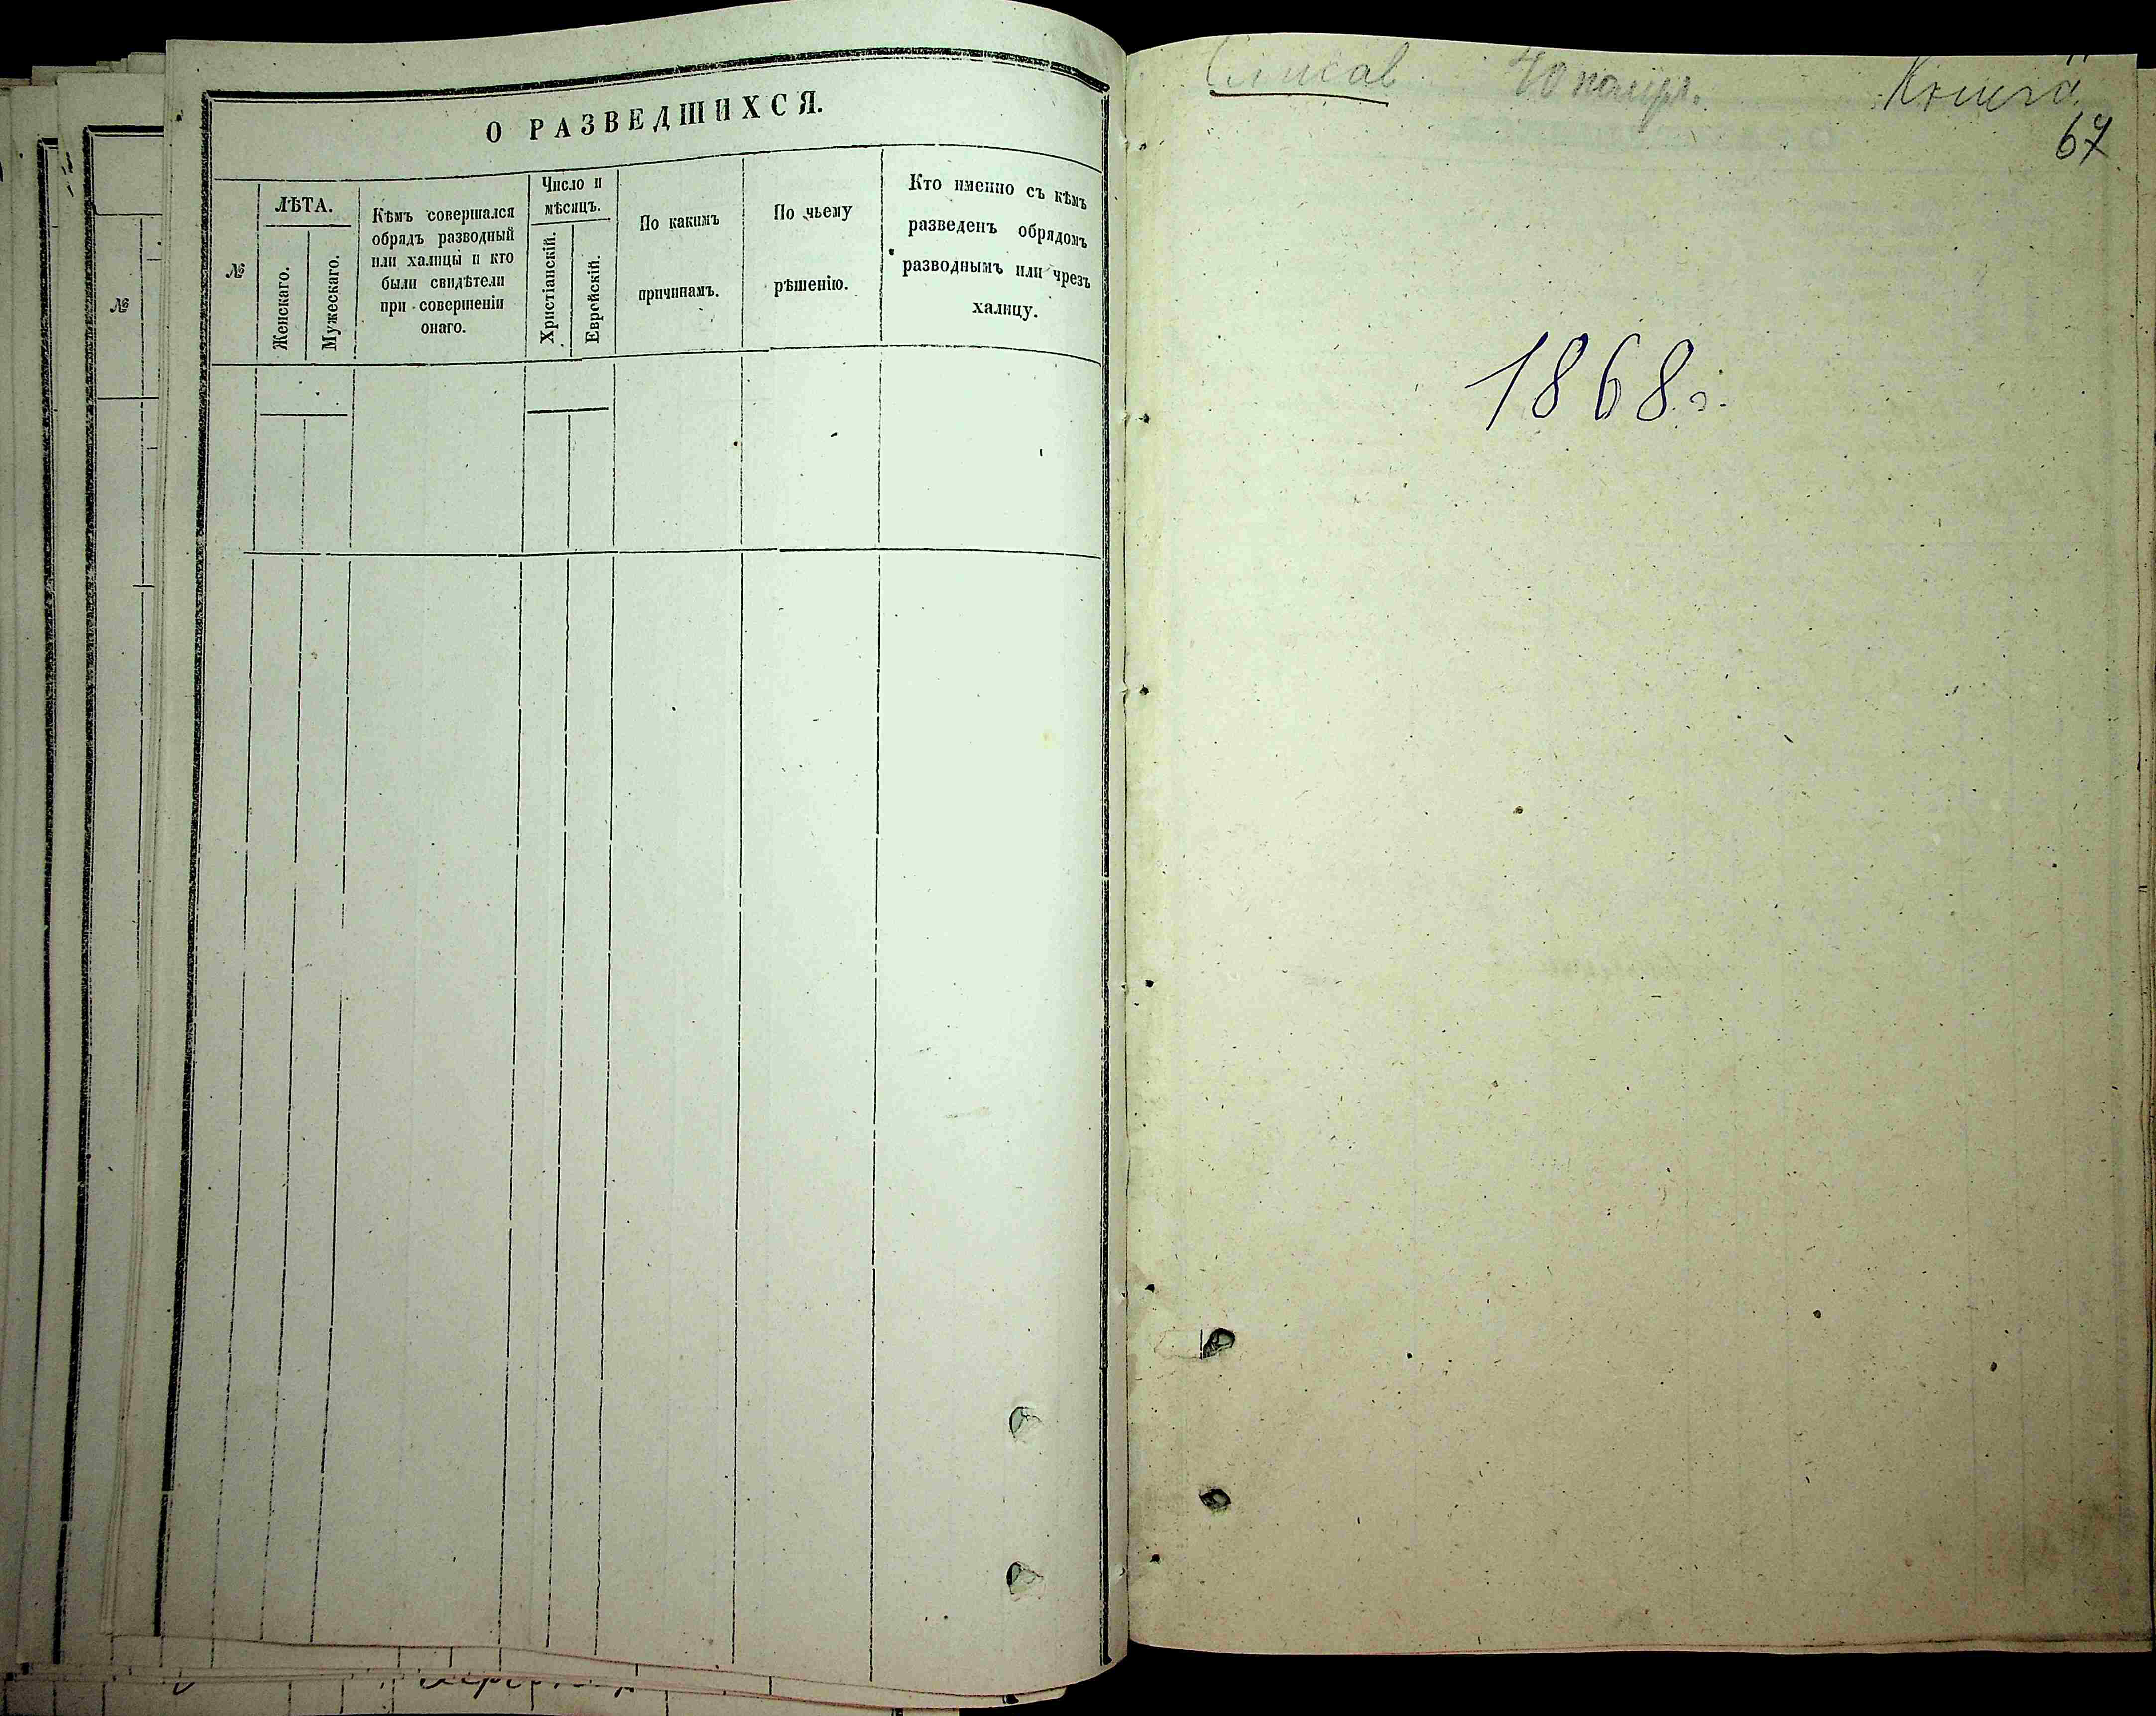 О РАЗВЕДШИХСЯ.
№
ЛѢТА.
Женскаго.
Мужескаго.
Кѣмъ совершался
обрядъ разводный
или халицы и кто
были свидѣтели
при совершеніи
онаго.
Число и
мѣсяцъ.
Христіанскій.
Еврейскій.
По какимъ
причинамъ.
По чьему
рѣшенію.
Кто именно съ кѣмъ
разведенъ обрядомъ
разводнымъ или чрезъ
халицу.
№
Списав
Книга
67
1868 г.